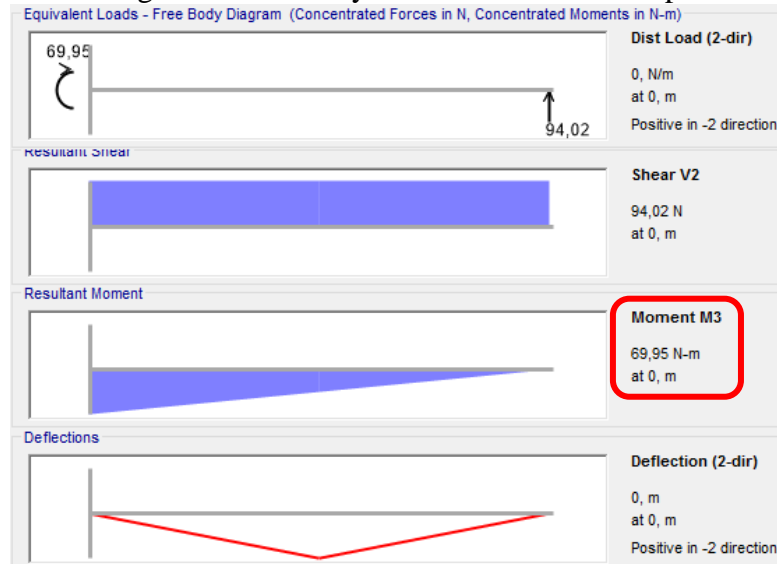 Equivalent Loads - Free Body Diagram (Concentrated Forces in N, Concentrated Moments in N-m)
69,95
94,02
Dist Load (2-dir)
0, N/m
at 0, m
Positive in -2 direction
Resultant Shear
Shear V2
94,02 N
at 0, m
Resultant Moment
Moment M3
69,95 N-m
at 0, m
Deflections
Deflection (2-dir)
0, m
at 0, m
Positive in -2 direction